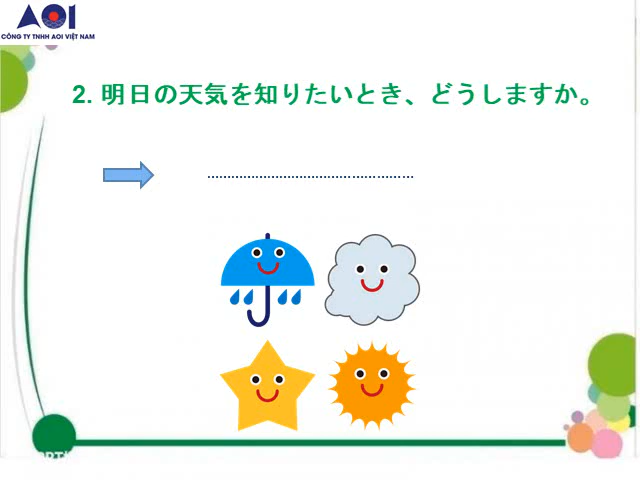 AOI
CÔNG TY TNHH AOI VIỆT NAM
2. 明日の天気を知りたいとき、どうしますか。
....................................................